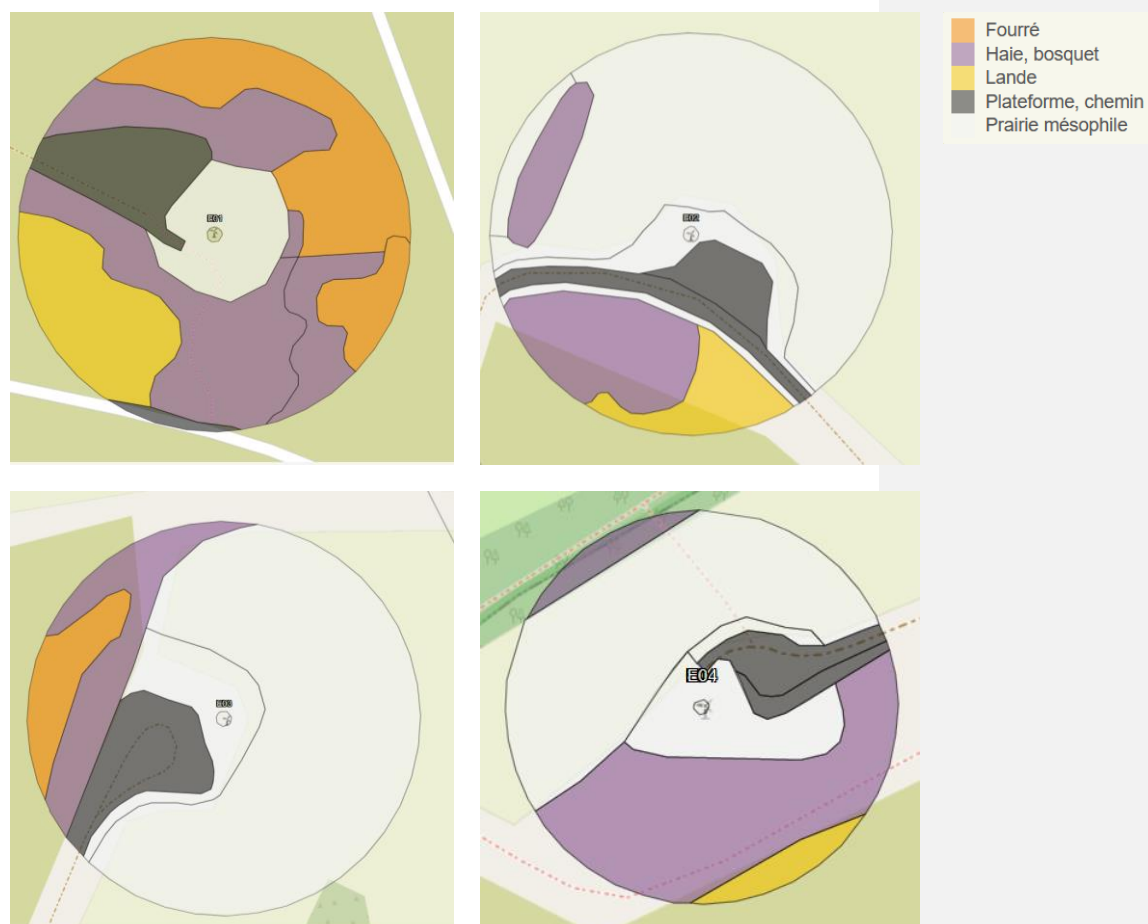 Fourré
Haie, bosquet
Lande
Plateforme, chemin
Prairie mésophile
E01
E02
E03
E04